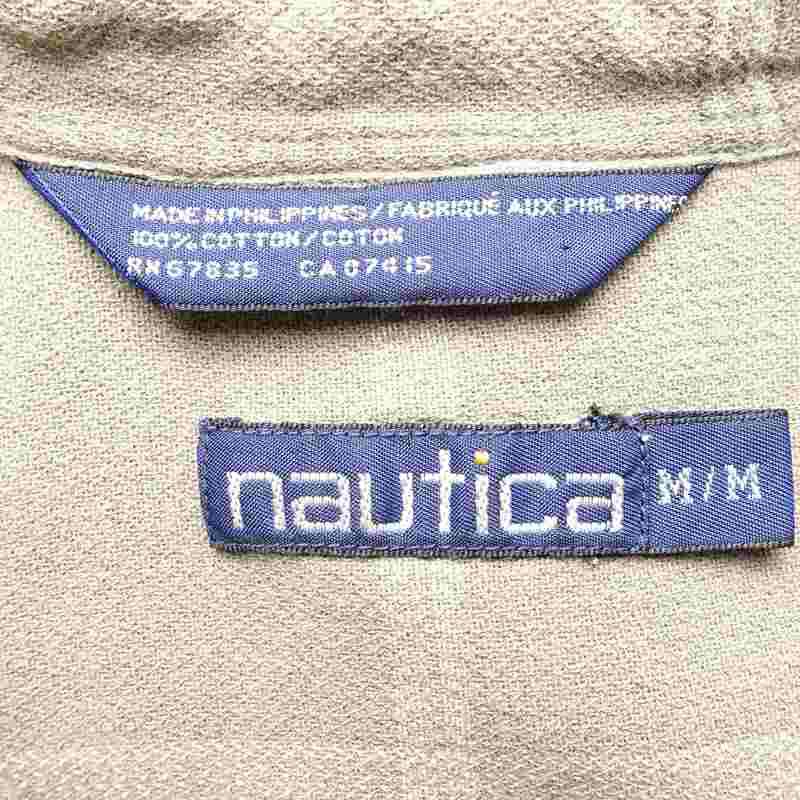 MADE IN PHILIPPINES / FABRIQUÉ AUX PHILIPPINES
100% COTTON / COTON
RN 67835 CA 07415
nautica M/M